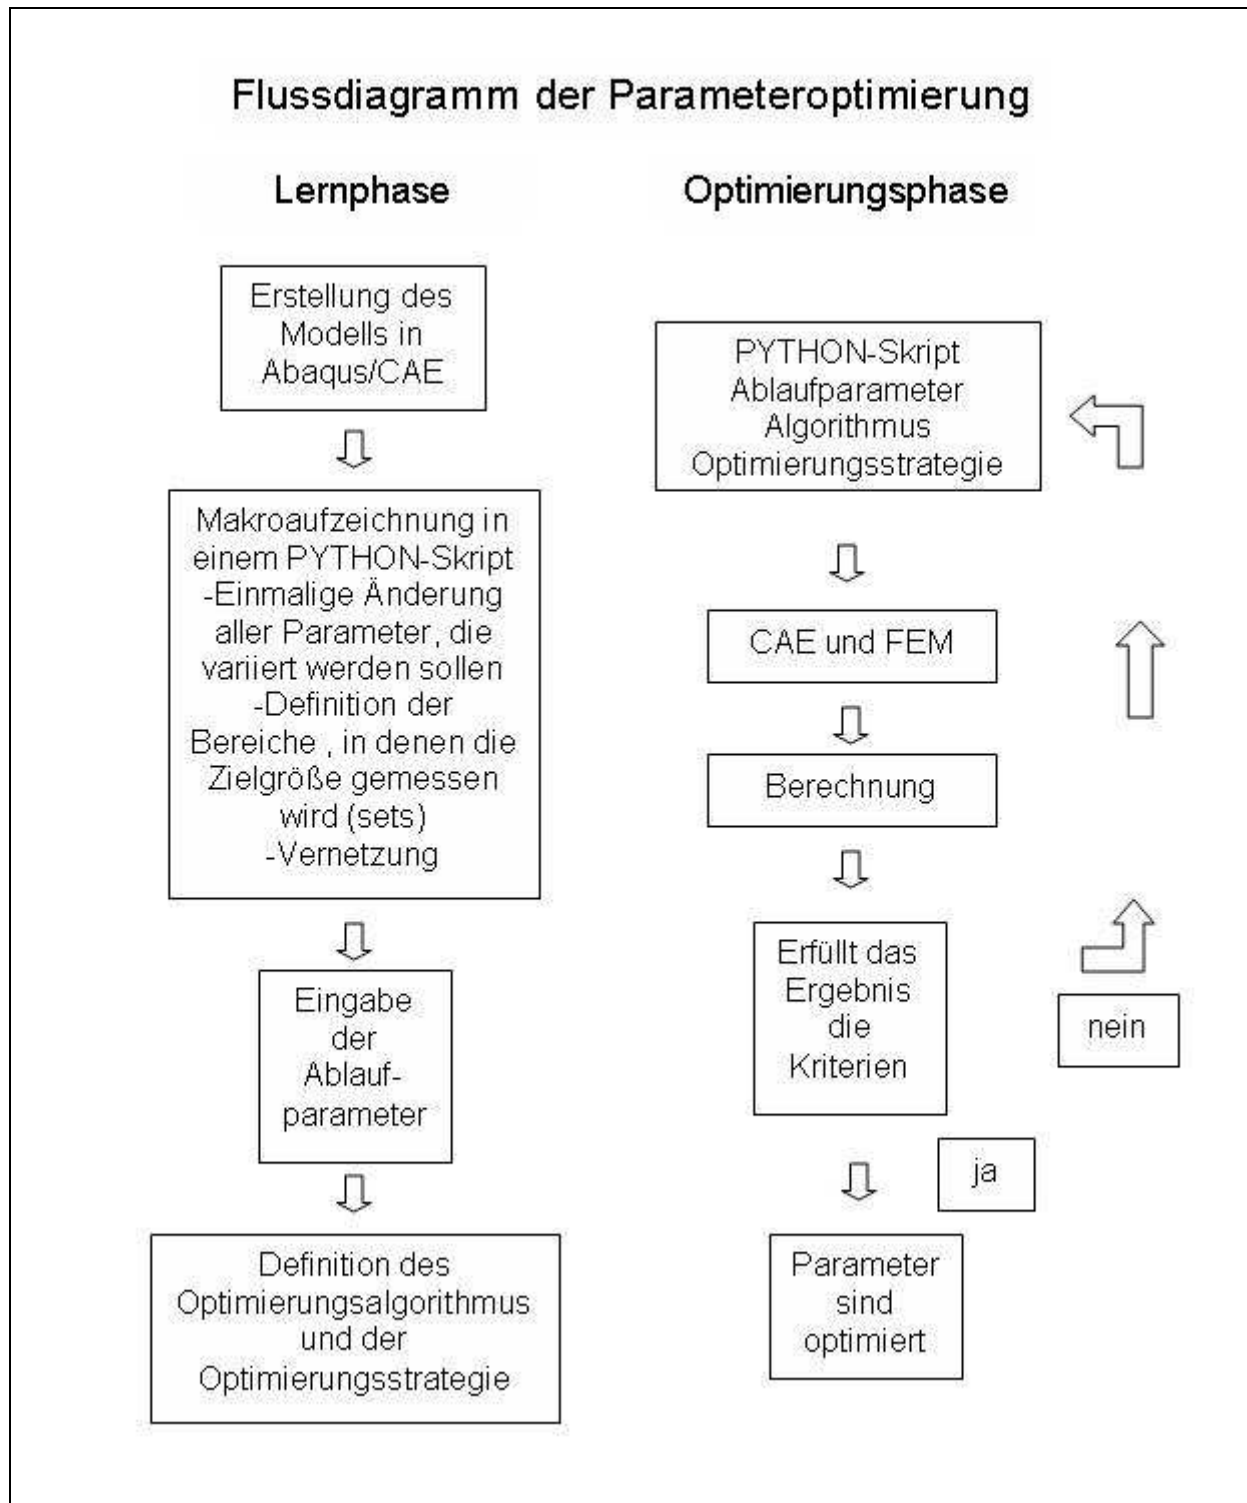 Flussdiagramm der Parameteroptimierung
Lernphase
Erstellung des
Modells in
Abaqus/CAE
Makroaufzeichnung in
einem PYTHON-Skript
-Einmalige Änderung
aller Parameter, die
variiert werden sollen
-Definition der
Bereiche , in denen die
Zielgröße gemessen
wird (sets)
-Vernetzung
Eingabe
der
Ablauf-
parameter
Definition des
Optimierungsalgorithmus
und der
Optimierungsstrategie
Optimierungsphase
PYTHON-Skript
Ablaufparameter
Algorithmus
Optimierungsstrategie
CAE und FEM
Berechnung
Erfüllt das
Ergebnis
die
Kriterien
nein
ja
Parameter
sind
optimiert